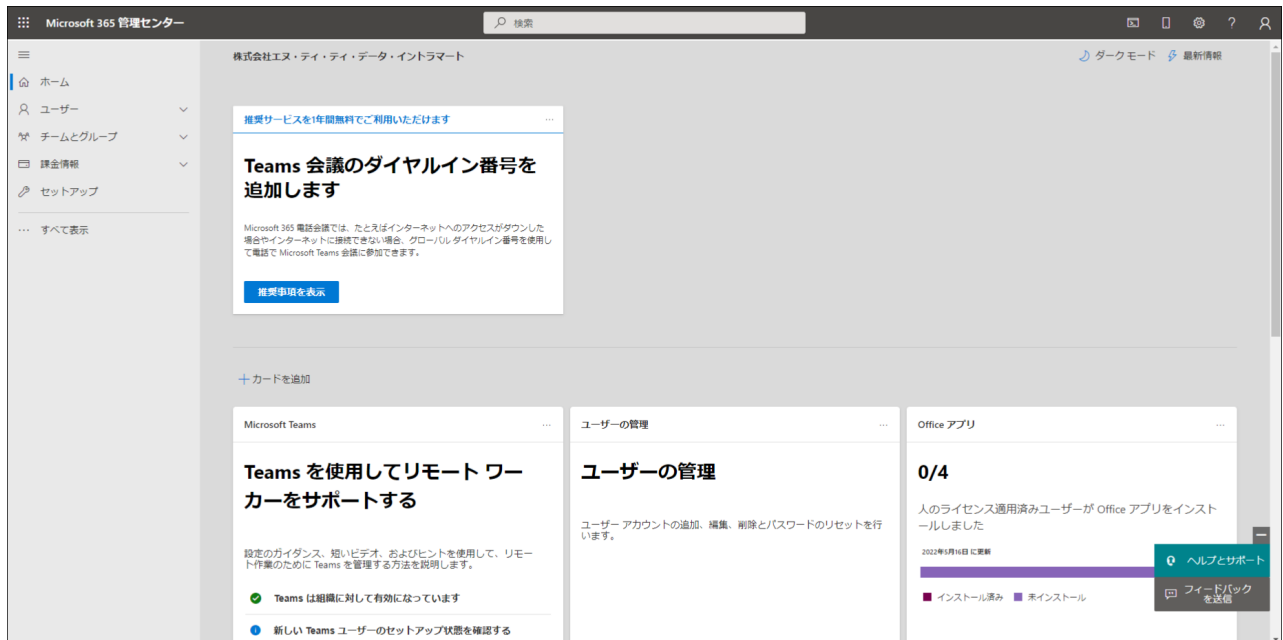 Microsoft 365 管理センター
検索
株式会社エヌ・ティ・ティ・データ・イントラマート
ダーク モード
最新情報
ホーム
ユーザー
チームとグループ
課金情報
セットアップ
すべて表示
推奨サービスを1年間無料でご利用いただけます
Teams 会議のダイヤルイン番号を
追加します
Microsoft 365 電話会議では、たとえばインターネットへのアクセスがダウンした
場合やインターネットに接続できない場合、グローバル ダイヤルイン番号を使用し
て電話で Microsoft Teams 会議に参加できます。
推奨事項を表示
カードを追加
Microsoft Teams
Teams を使用してリモート ワー
カーをサポートする
設定のガイダンス、短いビデオ、およびヒントを使用して、リモー
ト作業のために Teams を管理する方法を説明します。
Teams は組織に対して有効になっています
新しい Teams ユーザーのセットアップ状態を確認する
ユーザーの管理
ユーザーの管理
ユーザー アカウントの追加、編集、削除とパスワードのリセットを行
います。
Office アプリ
0/4
人のライセンス適用済みユーザーが Office アプリをインスト
ールしました
2022年5月16日 に更新
インストール済み
未インストール
ヘルプとサポート
フィードバック
を送信